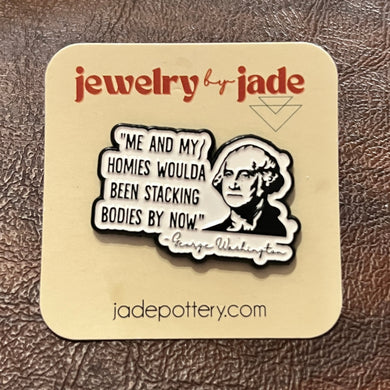 jewelry by jade
"ME AND MY
HOMIES WOULDA
BEEN STACKING
BODIES BY NOW."
- George Washington
jadepottery.com